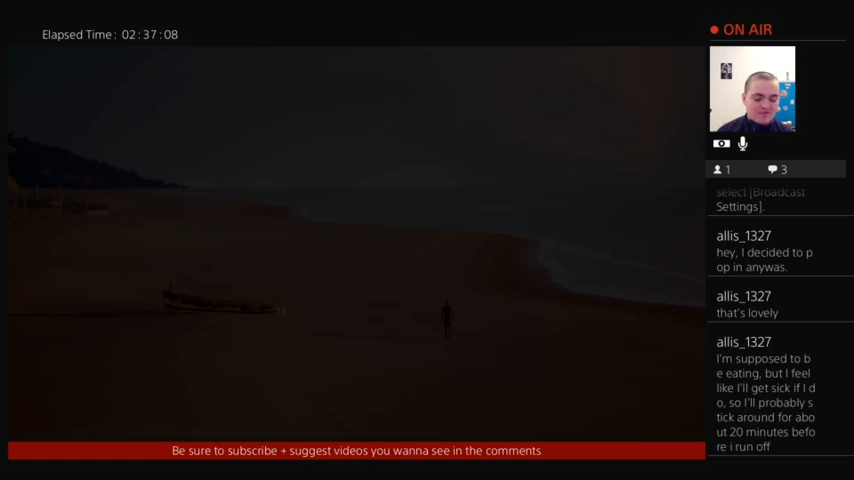 Elapsed Time: 02:37:08
ON AIR
1
3
select [Broadcast
Settings].
allis_1327
hey, I decided to p
op in anywas.
allis_1327
that's lovely
allis_1327
I'm supposed to b
e eating, but I feel
like I'll get sick if I d
o, so I'll probably s
tick around for abo
ut 20 minutes befo
re i run off
Be sure to subscribe + suggest videos you wanna see in the comments